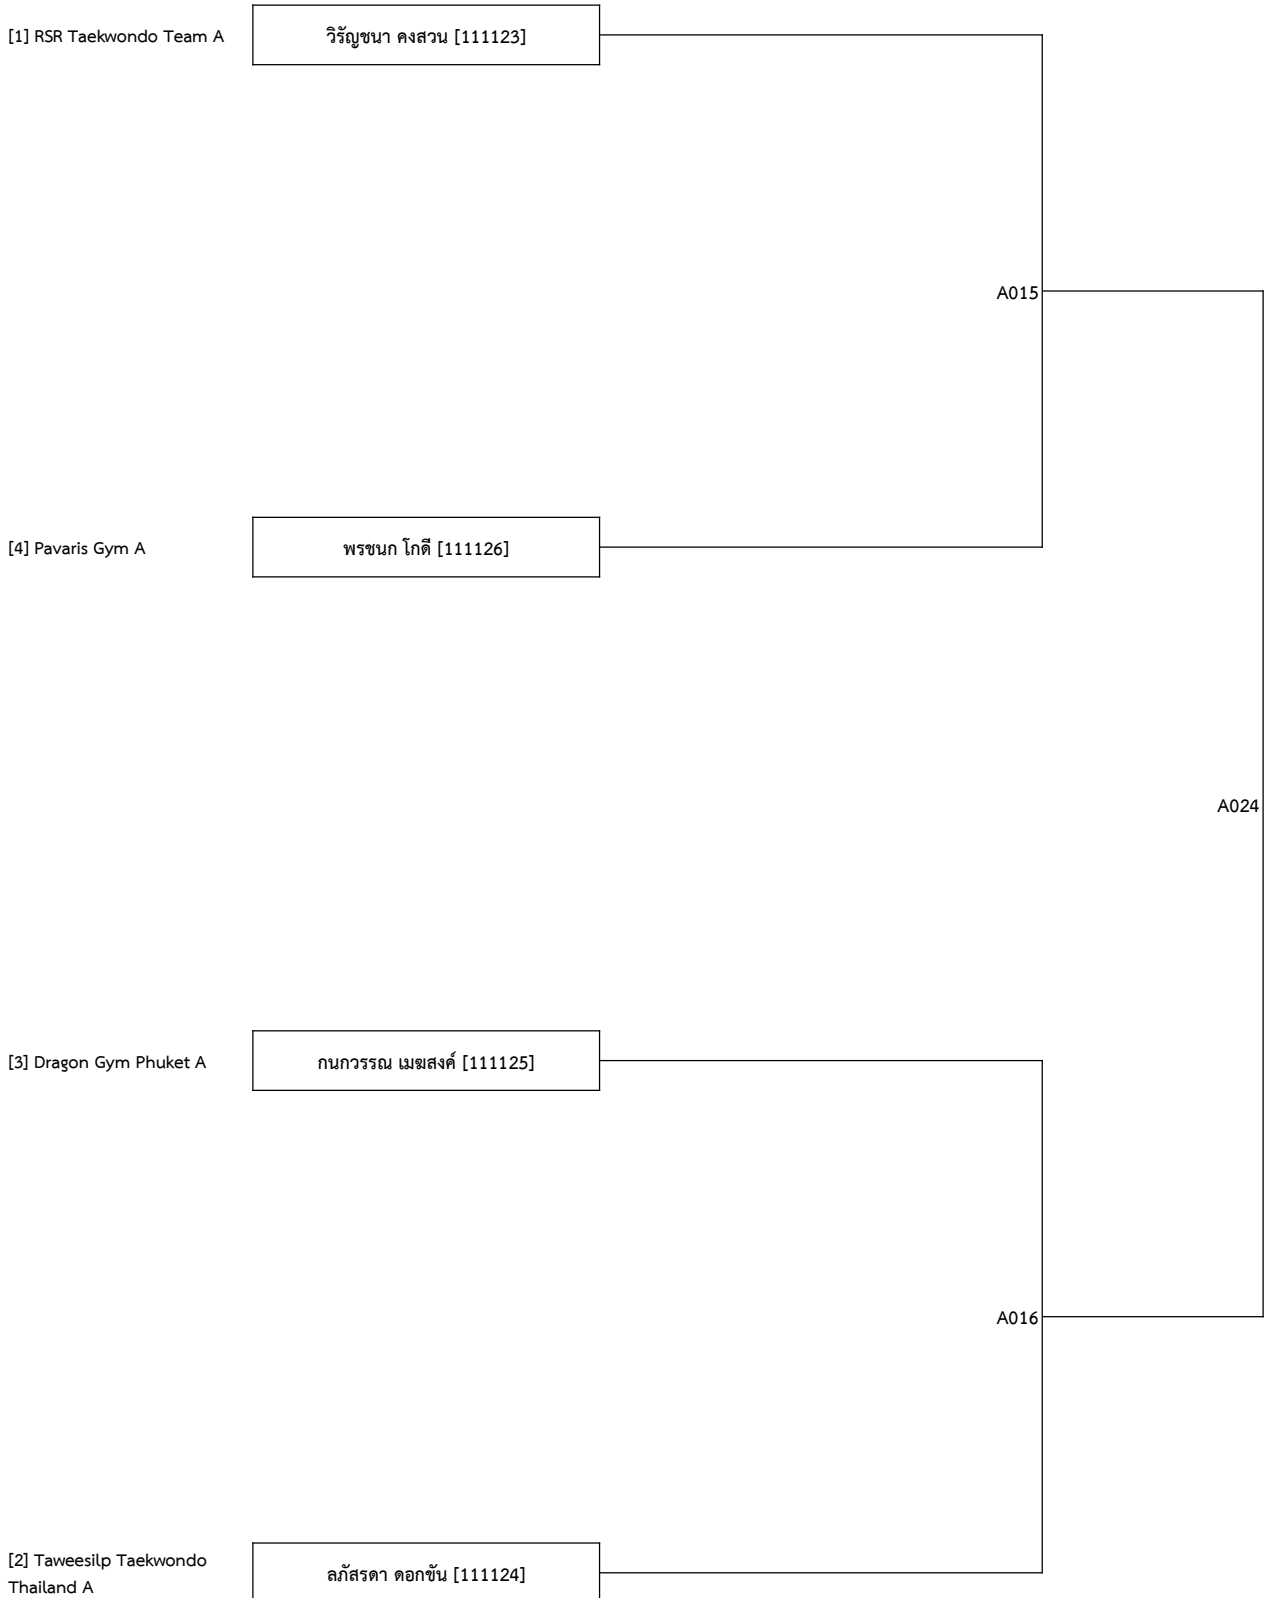 [1] RSR Taekwondo Team A
วิรัญชนา คงสวน [111123]
A015
[4] Pavaris Gym A
พรชนก โกดี [111126]
A024
[3] Dragon Gym Phuket A
กนกวรรณ เมฆสงค์ [111125]
A016
[2] Taweesilp Taekwondo
Thailand A
ลภัสรดา ดอกขัน [111124]